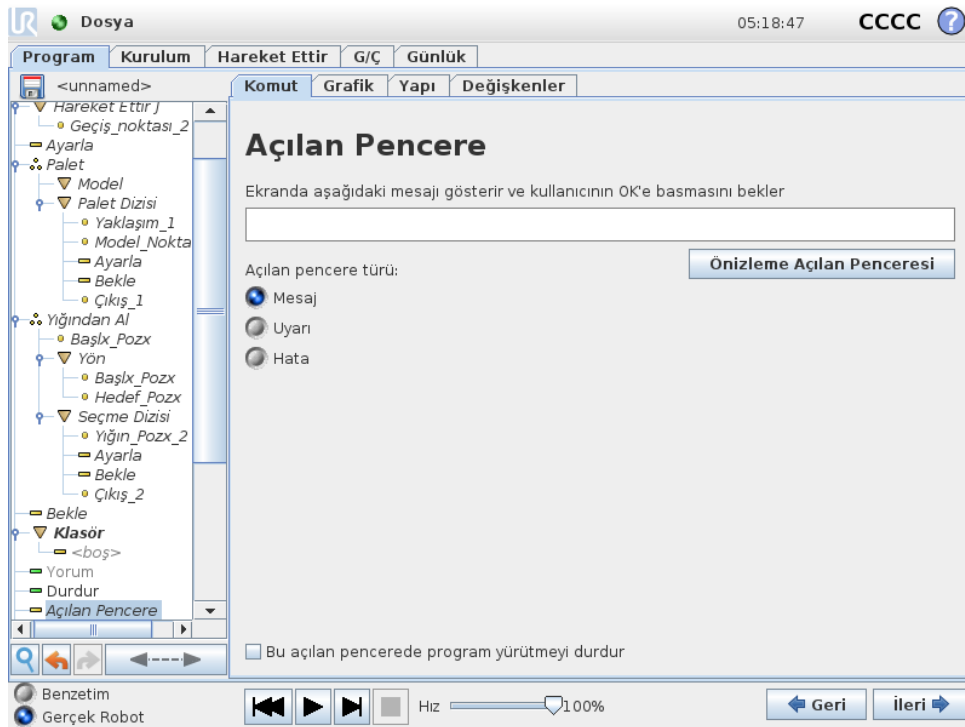 UR Dosya 05:18:47 CCCC ?
Program Kurulum Hareket Ettir G/Ç Günlük
<unnamed>
Komut Grafik Yapı Değişkenler
Hareket Ettir J
Geçiş_noktası_2
Ayarla
Palet
Model
Palet Dizisi
Yaklaşım_1
Model_Nokta
Ayarla
Bekle
Çıkış_1
Yığından Al
Başlx_Pozx
Yön
Başlx_Pozx
Hedef_Pozx
Seçme Dizisi
Yığın_Pozx_2
Ayarla
Bekle
Çıkış_2
Bekle
Klasör
<boş>
Yorum
Durdur
Açılan Pencere
Açılan Pencere
Ekranda aşağıdaki mesajı gösterir ve kullanıcının OK'e basmasını bekler
Açılan pencere türü:
Önizleme Açılan Penceresi
Mesaj
Uyarı
Hata
Bu açılan pencerede program yürütmeyi durdur
Benzetim
Gerçek Robot
Hız 100%
Geri
İleri